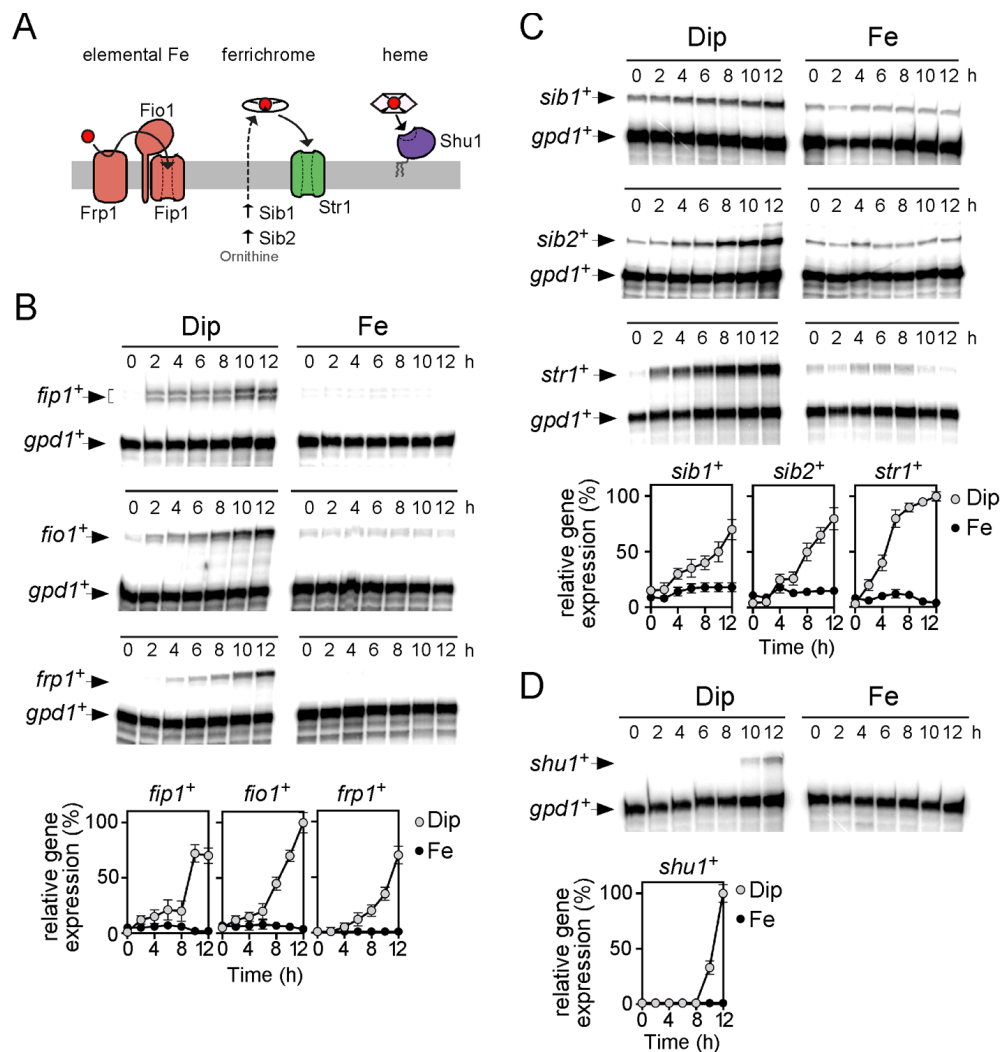 A
elemental Fe ferrichrome heme
Fio1
Shu1
Frp1 Fip1 Sib1 Str1
Sib2
Ornithine
B
Dip Fe
0 2 4 6 8 10 12 0 2 4 6 8 10 12 h
fip1+
gpd1+
0 2 4 6 8 10 12 0 2 4 6 8 10 12 h
fio1+
gpd1+
0 2 4 6 8 10 12 0 2 4 6 8 10 12 h
frp1+
gpd1+
fip1+ fio1+ frp1+
relative gene
expression (%)
100
50
0
Dip
Fe
0 4 8 12 0 4 8 12 0 4 8 12
Time (h)
C
Dip Fe
0 2 4 6 8 10 12 0 2 4 6 8 10 12 h
sib1+
gpd1+
0 2 4 6 8 10 12 0 2 4 6 8 10 12 h
sib2+
gpd1+
0 2 4 6 8 10 12 0 2 4 6 8 10 12 h
str1+
gpd1+
sib1+ sib2+ str1+
relative gene
expression (%)
100
50
0
Dip
Fe
0 4 8 12 0 4 8 12 0 4 8 12
Time (h)
D
Dip Fe
0 2 4 6 8 10 12 0 2 4 6 8 10 12 h
shu1+
gpd1+
shu1+
relative gene
expression (%)
100
50
0
Dip
Fe
0 4 8 12
Time (h)